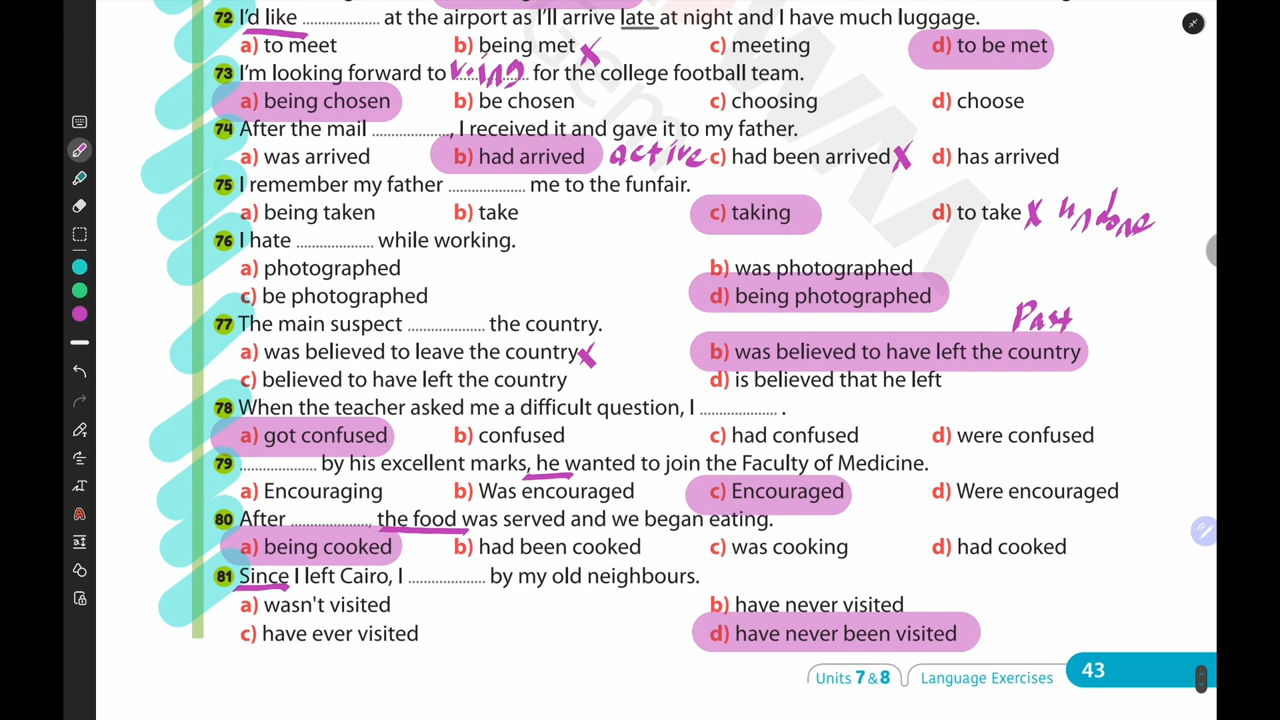 72 I'd like .................... at the airport as I'll arrive late at night and I have much luggage.
a) to meet b) being met x c) meeting d) to be met
73 I'm looking forward to .................... for the college football team.
a) being chosen b) be chosen c) choosing d) choose
74 After the mail ...................., I received it and gave it to my father.
a) was arrived b) had arrived active c) had been arrived x d) has arrived
75 I remember my father .................... me to the funfair.
a) being taken b) take c) taking d) to take x undone
76 I hate .................... while working.
a) photographed b) was photographed
c) be photographed d) being photographed
Past
77 The main suspect .................... the country.
a) was believed to leave the country x b) was believed to have left the country
c) believed to have left the country d) is believed that he left
78 When the teacher asked me a difficult question, I .................... .
a) got confused b) confused c) had confused d) were confused
79 .................... by his excellent marks, he wanted to join the Faculty of Medicine.
a) Encouraging b) Was encouraged c) Encouraged d) Were encouraged
80 After ...................., the food was served and we began eating.
a) being cooked b) had been cooked c) was cooking d) had cooked
81 Since I left Cairo, I .................... by my old neighbours.
a) wasn't visited b) have never visited
c) have ever visited d) have never been visited
Units 7 & 8 Language Exercises 43